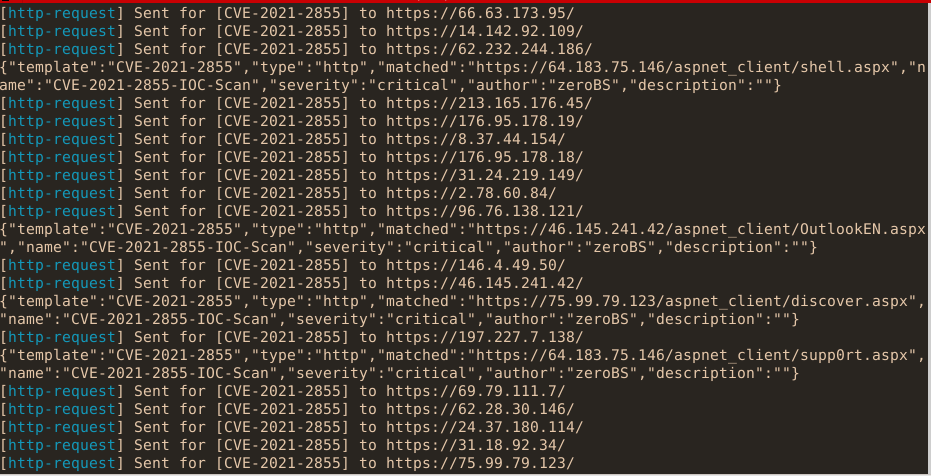 [http-request] Sent for [CVE-2021-2855] to https://66.63.173.95/
[http-request] Sent for [CVE-2021-2855] to https://14.142.92.109/
[http-request] Sent for [CVE-2021-2855] to https://62.232.244.186/
{"template":"CVE-2021-2855","type":"http","matched":"https://64.183.75.146/aspnet_client/shell.aspx","n
ame":"CVE-2021-2855-IOC-Scan","severity":"critical","author":"zeroBS","description":""}
[http-request] Sent for [CVE-2021-2855] to https://213.165.176.45/
[http-request] Sent for [CVE-2021-2855] to https://176.95.178.19/
[http-request] Sent for [CVE-2021-2855] to https://8.37.44.154/
[http-request] Sent for [CVE-2021-2855] to https://176.95.178.18/
[http-request] Sent for [CVE-2021-2855] to https://31.24.219.149/
[http-request] Sent for [CVE-2021-2855] to https://2.78.60.84/
[http-request] Sent for [CVE-2021-2855] to https://96.76.138.121/
{"template":"CVE-2021-2855","type":"http","matched":"https://46.145.241.42/aspnet_client/OutlookEN.aspx
","name":"CVE-2021-2855-IOC-Scan","severity":"critical","author":"zeroBS","description":""}
[http-request] Sent for [CVE-2021-2855] to https://146.4.49.50/
[http-request] Sent for [CVE-2021-2855] to https://46.145.241.42/
{"template":"CVE-2021-2855","type":"http","matched":"https://75.99.79.123/aspnet_client/discover.aspx",
"name":"CVE-2021-2855-IOC-Scan","severity":"critical","author":"zeroBS","description":""}
[http-request] Sent for [CVE-2021-2855] to https://197.227.7.138/
{"template":"CVE-2021-2855","type":"http","matched":"https://64.183.75.146/aspnet_client/supp0rt.aspx",
"name":"CVE-2021-2855-IOC-Scan","severity":"critical","author":"zeroBS","description":""}
[http-request] Sent for [CVE-2021-2855] to https://69.79.111.7/
[http-request] Sent for [CVE-2021-2855] to https://62.28.30.146/
[http-request] Sent for [CVE-2021-2855] to https://24.37.180.114/
[http-request] Sent for [CVE-2021-2855] to https://31.18.92.34/
[http-request] Sent for [CVE-2021-2855] to https://75.99.79.123/